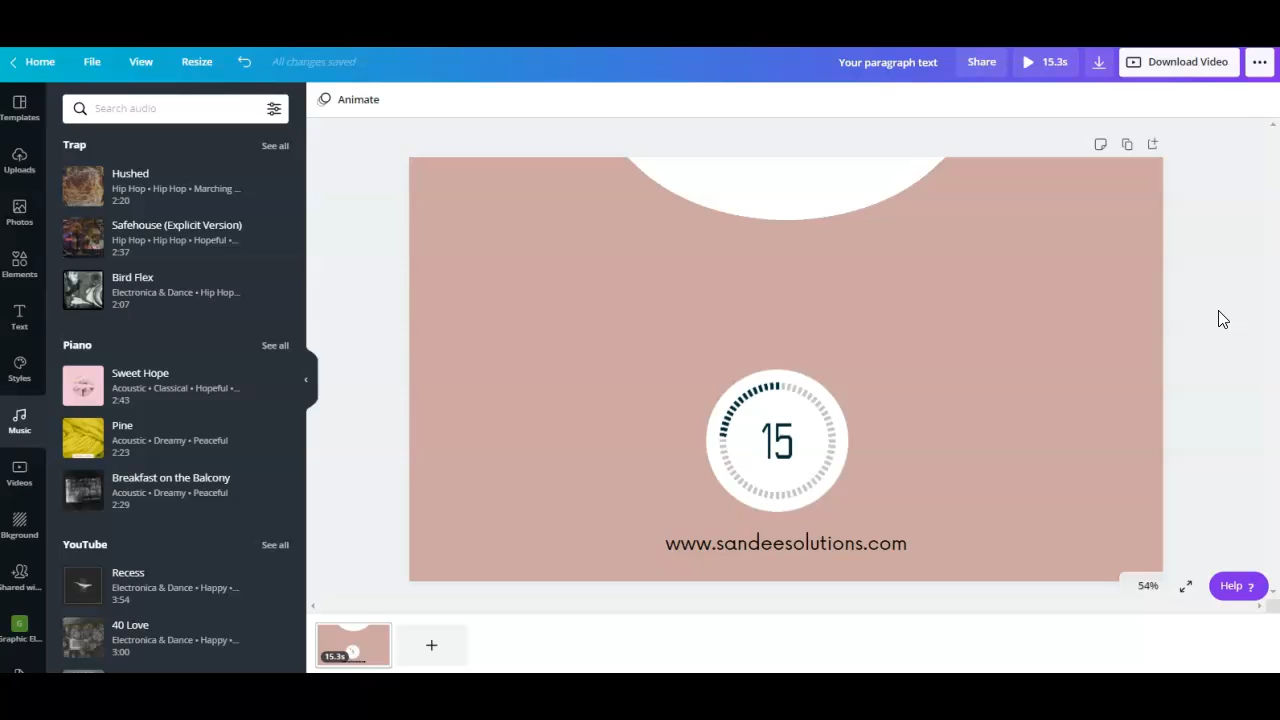 Home File View Resize All changes saved Your paragraph text Share 15.3s Download Video
Templates
Uploads
Photos
Elements
Text
Styles
Music
Videos
Bkground
Shared wi...
Graphic El...
Search audio
Trap See all
Hushed
Hip Hop • Hip Hop • Marching ...
2:20
Safehouse (Explicit Version)
Hip Hop • Hip Hop • Hopeful •...
2:37
Bird Flex
Electronica & Dance • Hip Hop...
2:07
Piano See all
Sweet Hope
Acoustic • Classical • Hopeful •...
2:43
Pine
Acoustic • Dreamy • Peaceful
2:23
Breakfast on the Balcony
Acoustic • Dreamy • Peaceful
2:29
YouTube See all
Recess
Electronica & Dance • Happy •...
3:54
40 Love
Electronica & Dance • Happy •...
3:00
Animate
15
www.sandeesolutions.com
54% Help ?
15.3s